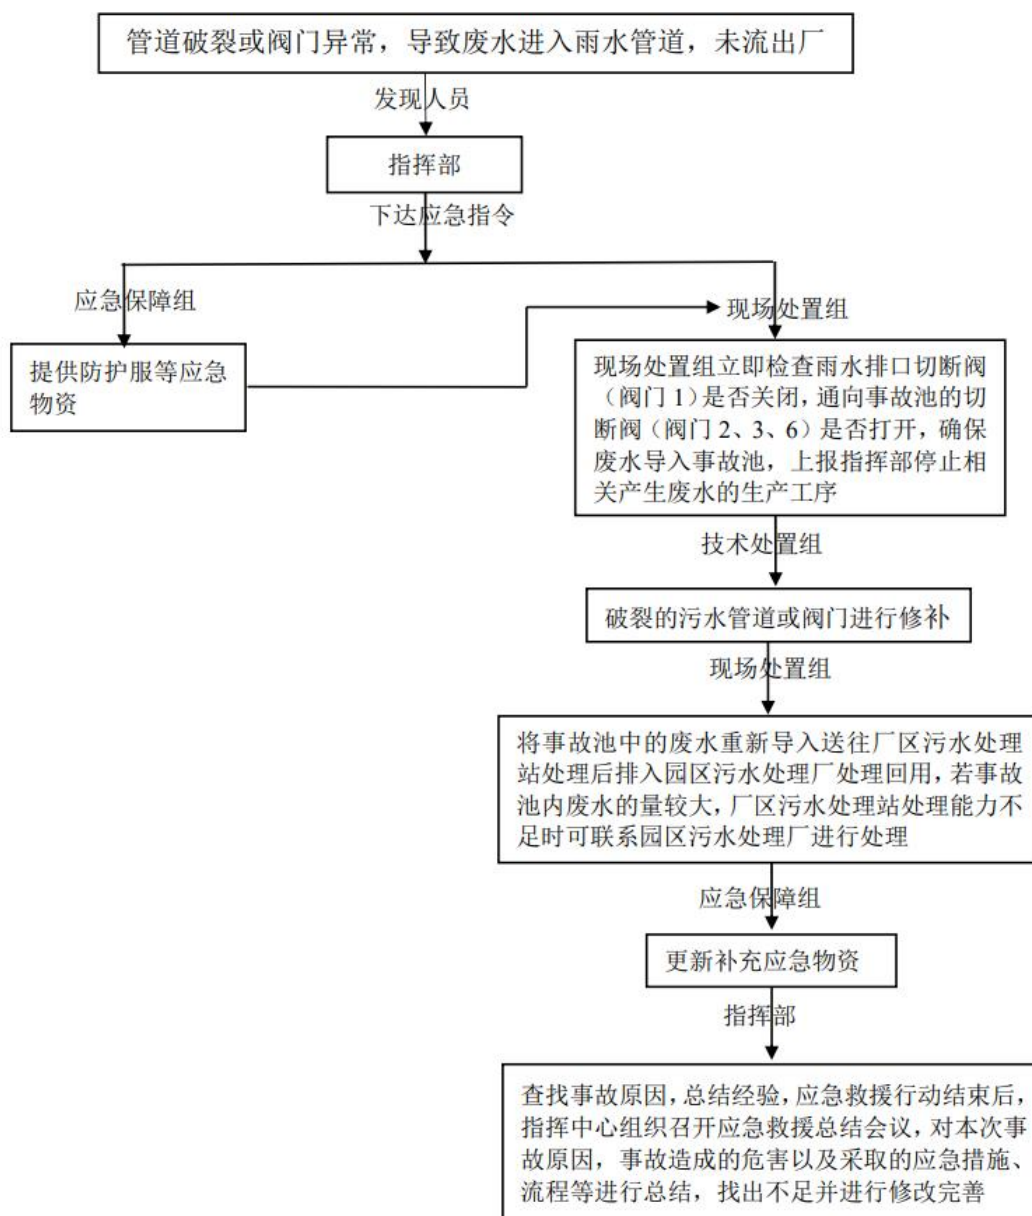 管道破裂或阀门异常，导致废水进入雨水管道，未流出厂
发现人员
指挥部
下达应急指令
应急保障组
现场处置组
提供防护服等应急
物资
现场处置组立即检查雨水排口切断阀
（阀门 1）是否关闭，通向事故池的切
断阀（阀门 2、3、6）是否打开，确保
废水导入事故池，上报指挥部停止相
关产生废水的生产工序
技术处置组
破裂的污水管道或阀门进行修补
现场处置组
将事故池中的废水重新导入送往厂区污水处理
站处理后排入园区污水处理厂处理回用，若事故
池内废水的量较大，厂区污水处理站处理能力不
足时可联系园区污水处理厂进行处理
应急保障组
更新补充应急物资
指挥部
查找事故原因，总结经验，应急救援行动结束后，
指挥中心组织召开应急救援总结会议，对本次事
故原因，事故造成的危害以及采取的应急措施、
流程等进行总结，找出不足并进行修改完善